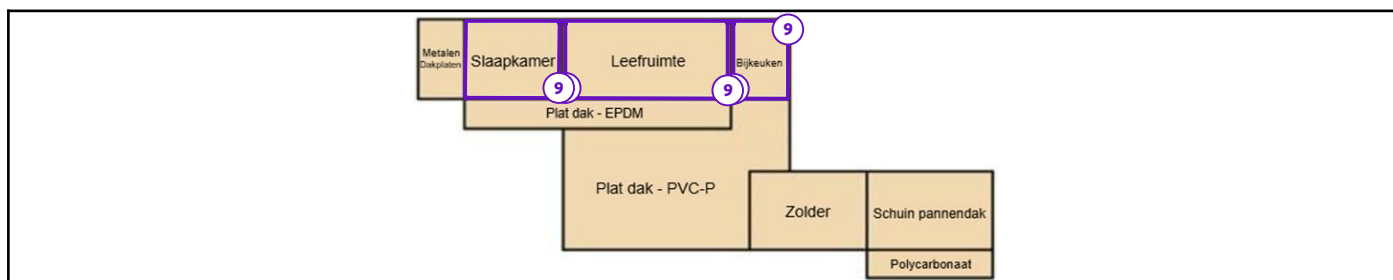 9
Metalen
Dakplaten
Slaapkamer
Leefruimte
Bijkeuken
9
9
Plat dak - EPDM
Plat dak - PVC-P
Zolder
Schuin pannendak
Polycarbonaat